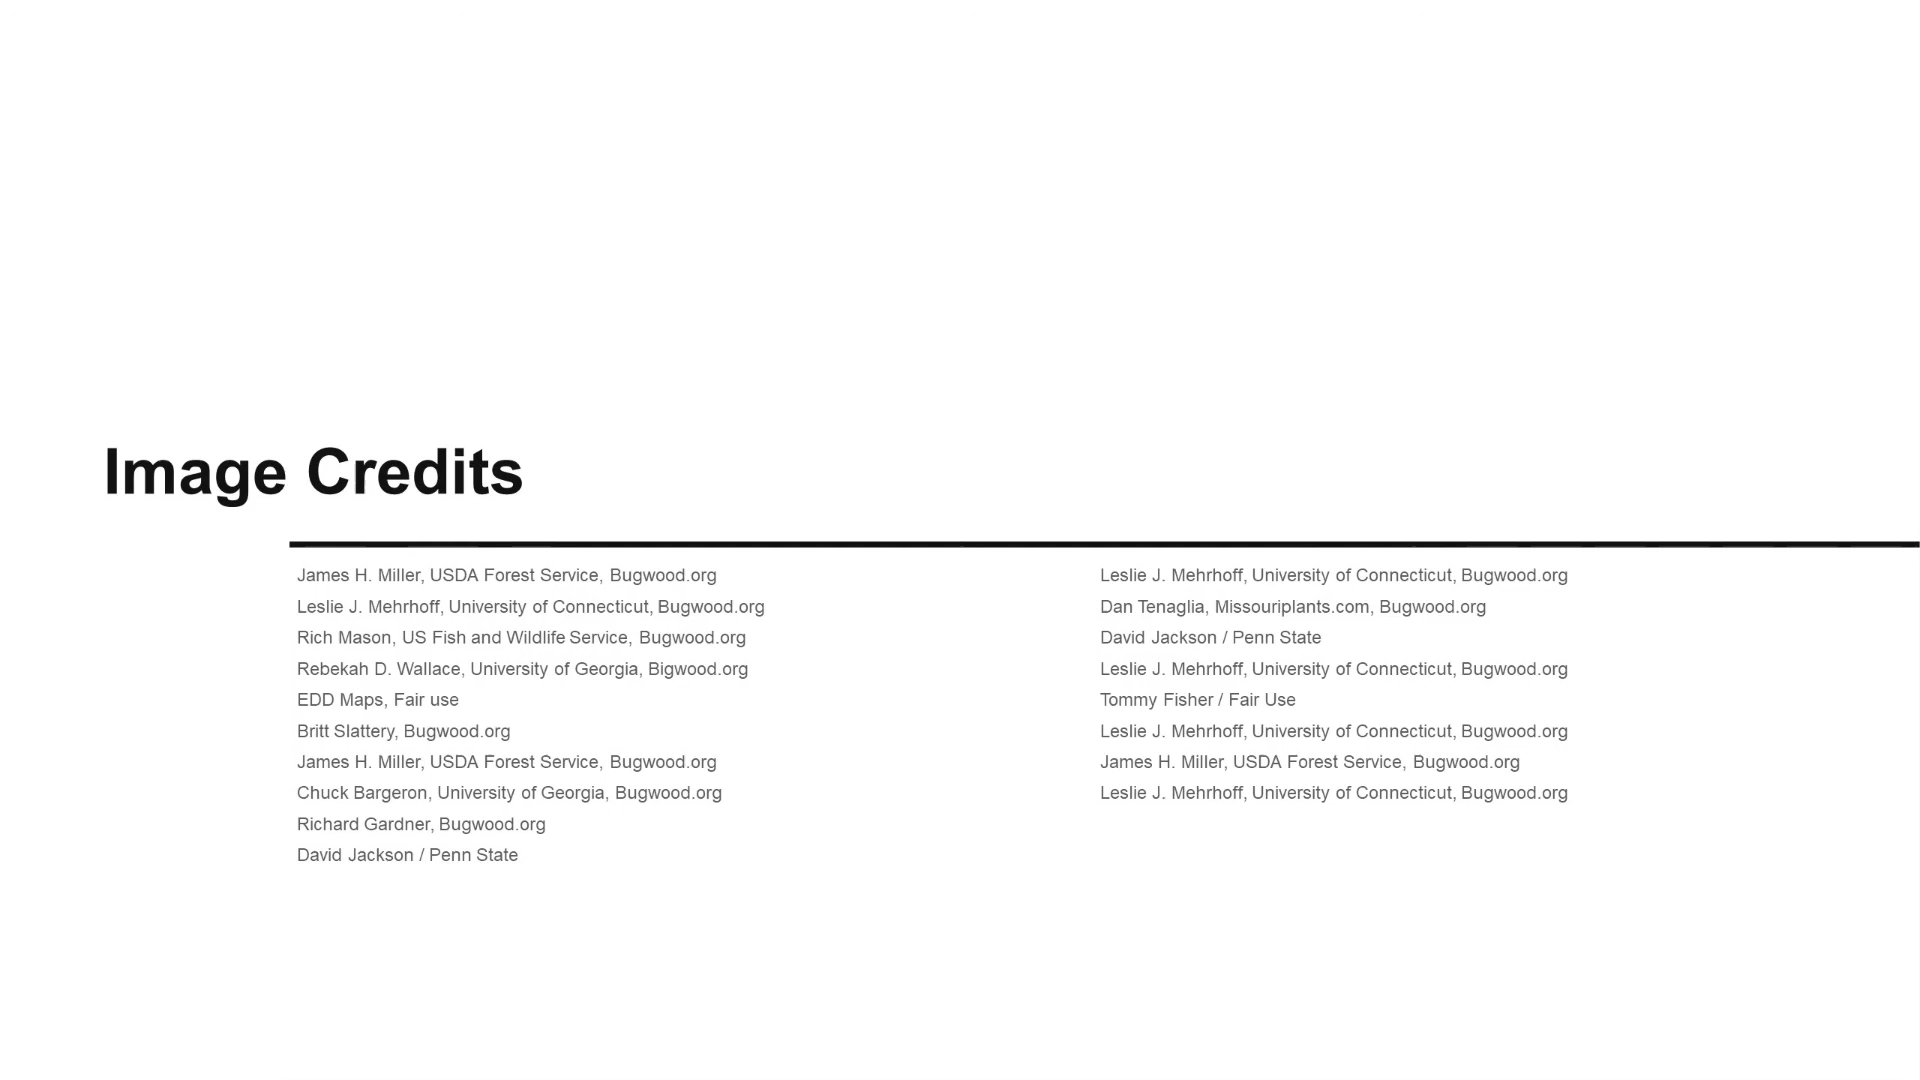 Image Credits
James H. Miller, USDA Forest Service, Bugwood.org
Leslie J. Mehrhoff, University of Connecticut, Bugwood.org
Rich Mason, US Fish and Wildlife Service, Bugwood.org
Rebekah D. Wallace, University of Georgia, Bigwood.org
EDD Maps, Fair use
Britt Slattery, Bugwood.org
James H. Miller, USDA Forest Service, Bugwood.org
Chuck Bargeron, University of Georgia, Bugwood.org
Richard Gardner, Bugwood.org
David Jackson / Penn State
Leslie J. Mehrhoff, University of Connecticut, Bugwood.org
Dan Tenaglia, Missouriplants.com, Bugwood.org
David Jackson / Penn State
Leslie J. Mehrhoff, University of Connecticut, Bugwood.org
Tommy Fisher / Fair Use
Leslie J. Mehrhoff, University of Connecticut, Bugwood.org
James H. Miller, USDA Forest Service, Bugwood.org
Leslie J. Mehrhoff, University of Connecticut, Bugwood.org